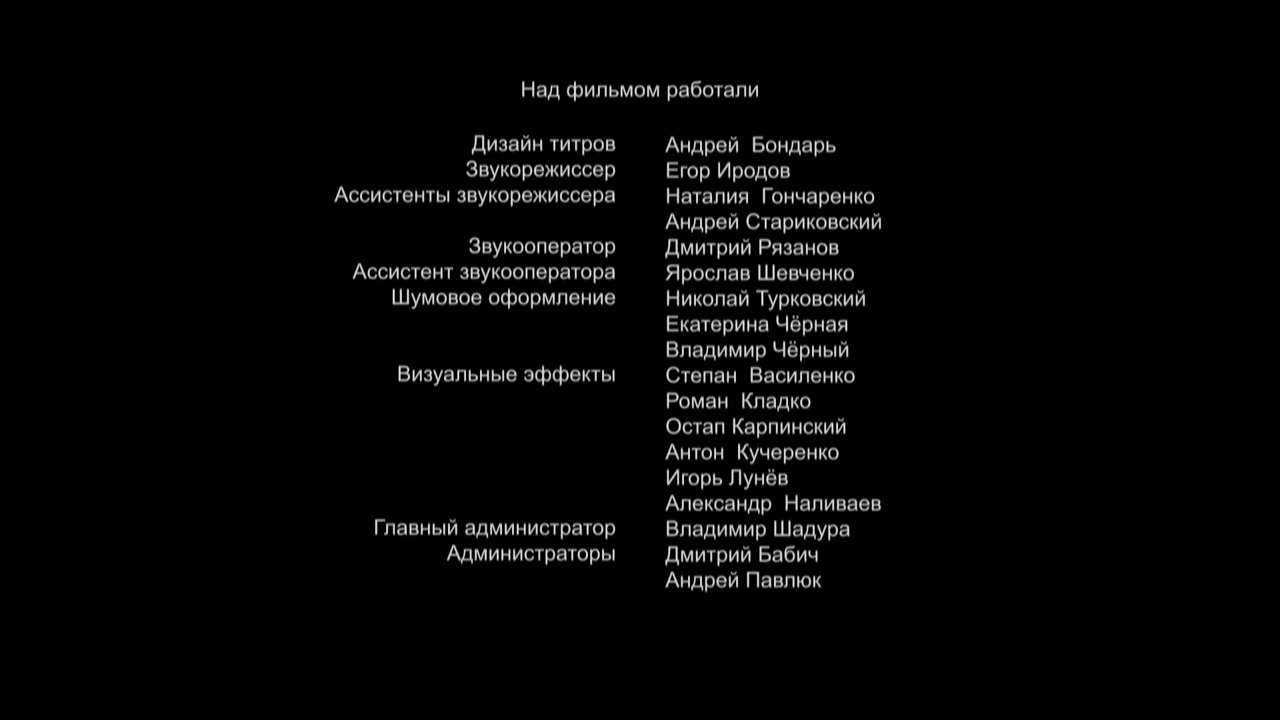 Над фильмом работали
Дизайн титров Андрей Бондарь
Звукорежиссер Егор Иродов
Ассистенты звукорежиссера Наталия Гончаренко
Андрей Стариковский
Звукооператор Дмитрий Рязанов
Ассистент звукооператора Ярослав Шевченко
Шумовое оформление Николай Турковский
Екатерина Чёрная
Владимир Чёрный
Визуальные эффекты Степан Василенко
Роман Кладко
Остап Карпинский
Антон Кучеренко
Игорь Лунёв
Александр Наливаев
Главный администратор Владимир Шадура
Администраторы Дмитрий Бабич
Андрей Павлюк